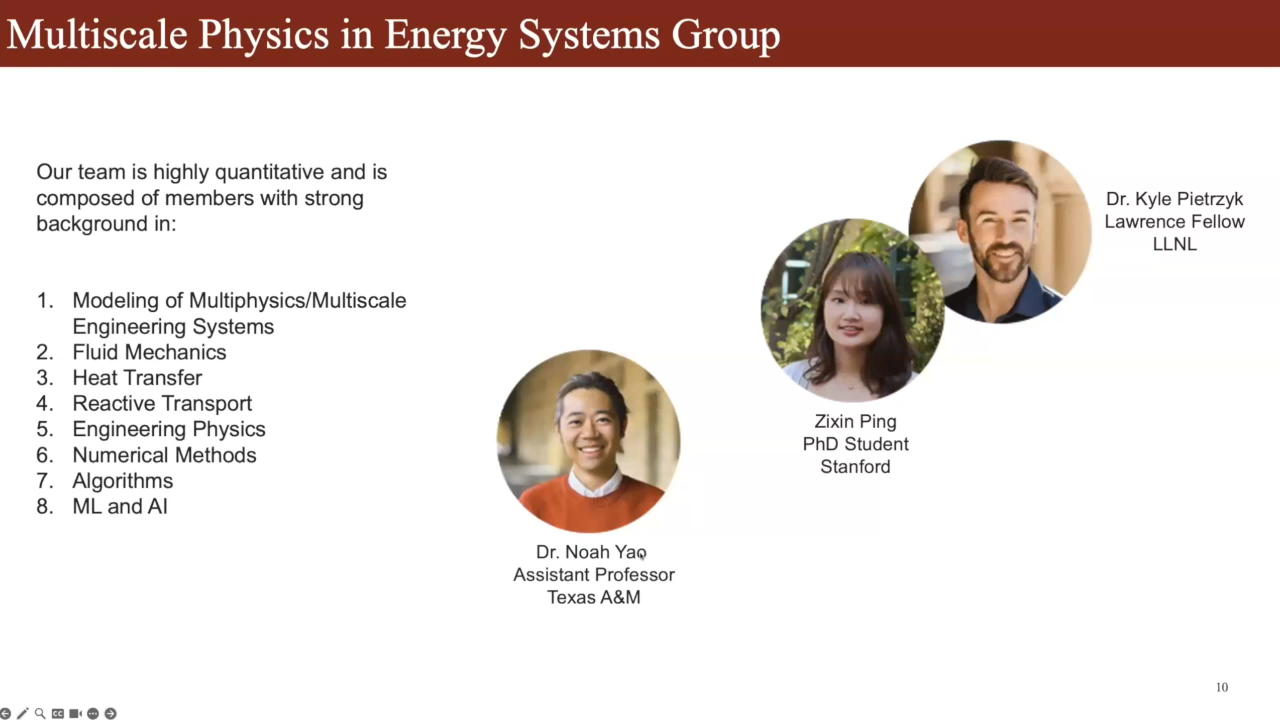 Multiscale Physics in Energy Systems Group
Our team is highly quantitative and is
composed of members with strong
background in:
1. Modeling of Multiphysics/Multiscale
Engineering Systems
2. Fluid Mechanics
3. Heat Transfer
4. Reactive Transport
5. Engineering Physics
6. Numerical Methods
7. Algorithms
8. ML and AI
Dr. Noah Yao
Assistant Professor
Texas A&M
Zixin Ping
PhD Student
Stanford
Dr. Kyle Pietrzyk
Lawrence Fellow
LLNL
10
CC